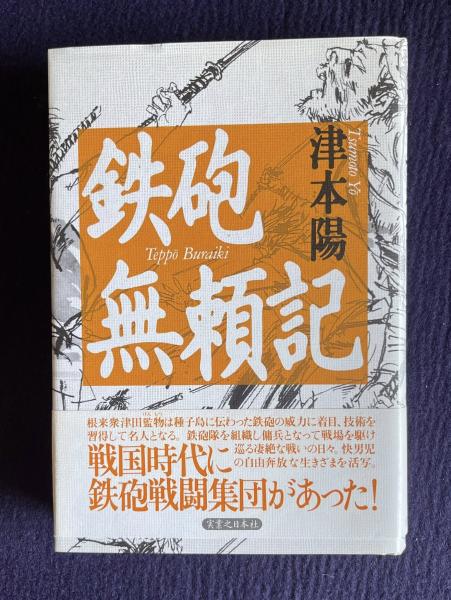 津本陽
Tsumoto Yō
鉄砲
Teppō Buraiki
無頼記
根来衆津田監物は種子島に伝わった鉄砲の威力に着目、技術を
習得して名人となる。鉄砲隊を組織し傭兵となって戦場を駆け
巡る凄絶な戦いの日々。快男児
の自由奔放な生きざまを活写。
戦国時代に
鉄砲戦闘集団があった!
実業之日本社